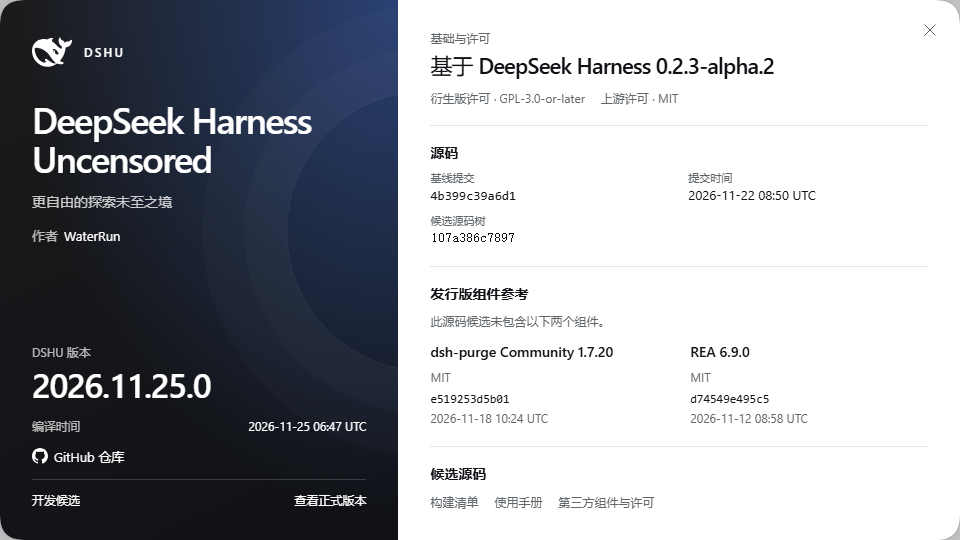 DSHU
DeepSeek Harness
Uncensored
更自由的探索未至之境
作者 WaterRun
DSHU 版本
2026.11.25.0
编译时间 2026-11-25 06:47 UTC
GitHub 仓库
开发候选 查看正式版本
基础与许可
基于 DeepSeek Harness 0.2.3-alpha.2
衍生版许可 · GPL-3.0-or-later 上游许可 · MIT
源码
基线提交 提交时间
4b399c39a6d1 2026-11-22 08:50 UTC
候选源码树
107a386c7897
发行版组件参考
此源码候选未包含以下两个组件。
dsh-purge Community 1.7.20 REA 6.9.0
MIT MIT
e519253d5b01 d74549e495c5
2026-11-18 10:24 UTC 2026-11-12 08:58 UTC
候选源码
构建清单 使用手册 第三方组件与许可